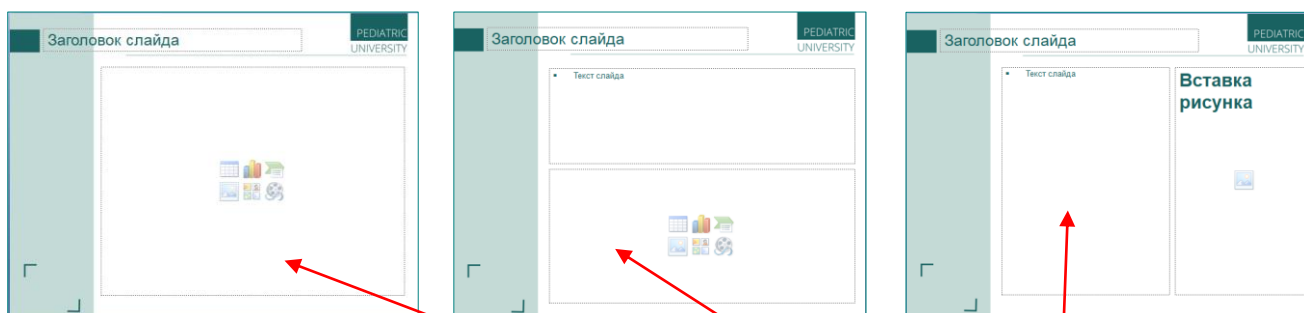 Заголовок слайда
PEDIATRIC
UNIVERSITY
Заголовок слайда
PEDIATRIC
UNIVERSITY
Текст слайда
Заголовок слайда
PEDIATRIC
UNIVERSITY
Текст слайда
Вставка
рисунка